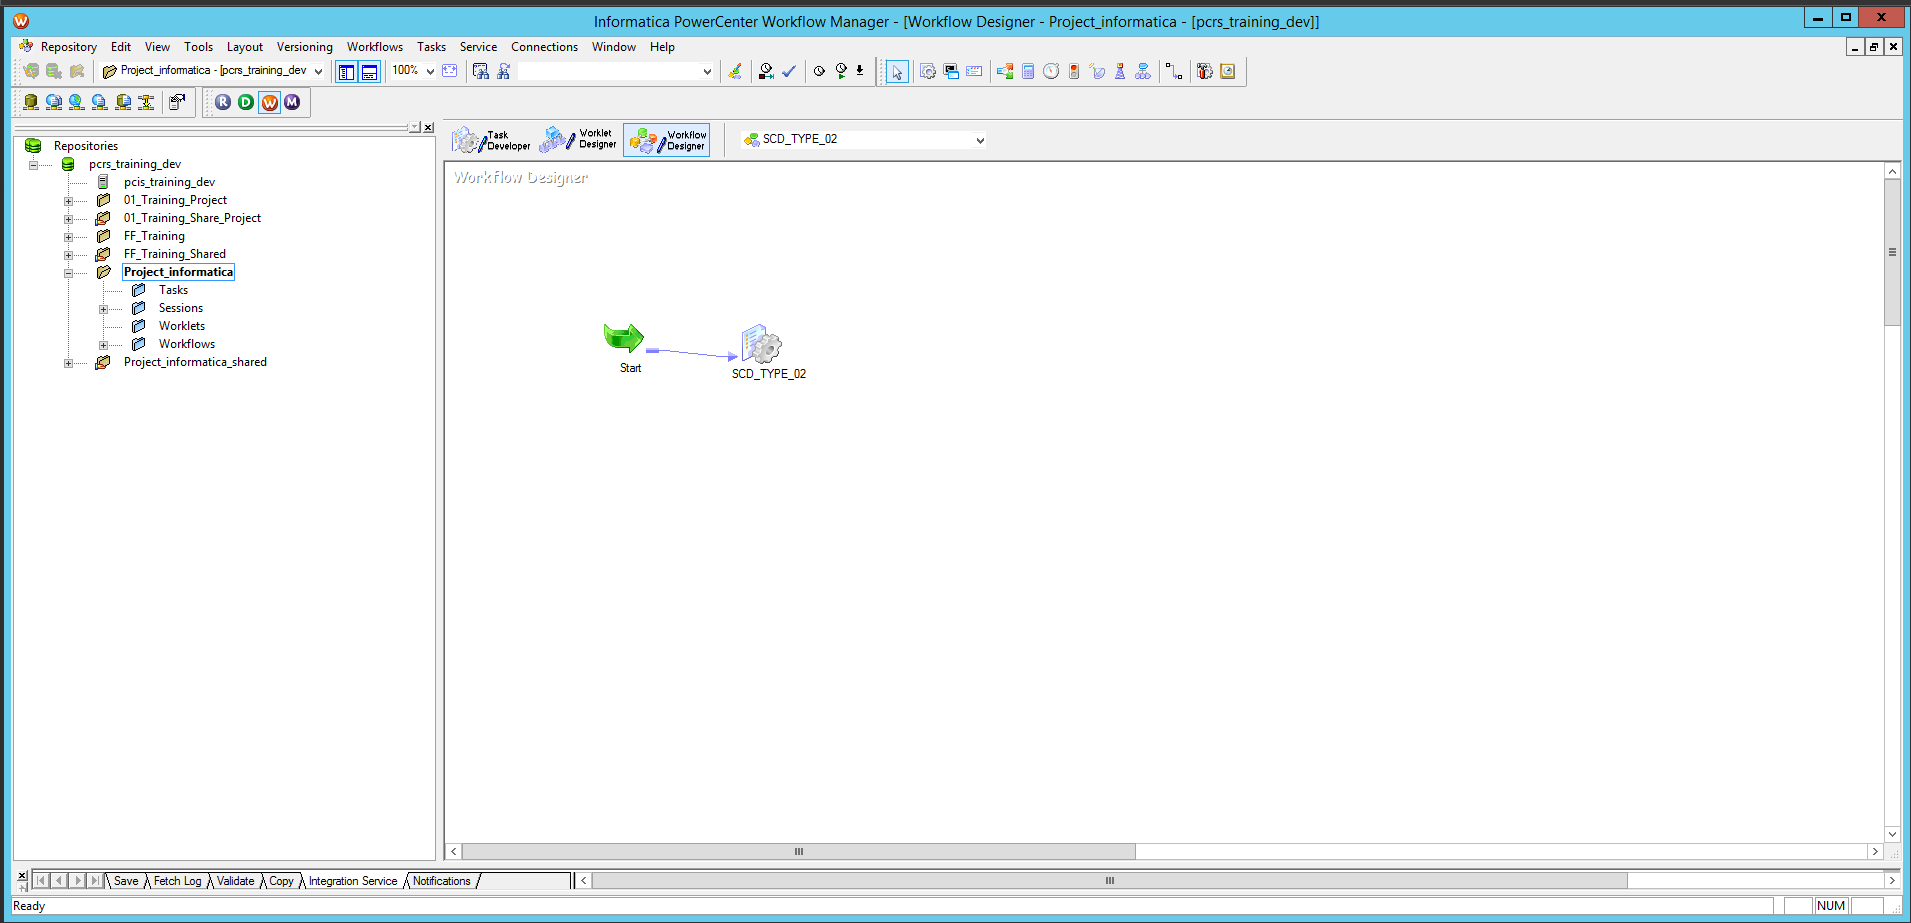 Informatica PowerCenter Workflow Manager - [Workflow Designer - Project_informatica - [pcrs_training_dev]]
Repository Edit View Tools Layout Versioning Workflows Tasks Service Connections Window Help
Project_informatica - [pcrs_training_dev 100%
R D W M
Task Developer
Worklet Designer
Workflow Designer
SCD_TYPE_02
Repositories
pcrs_training_dev
pcis_training_dev
01_Training_Project
01_Training_Share_Project
FF_Training
FF_Training_Shared
Project_informatica
Tasks
Sessions
Worklets
Workflows
Project_informatica_shared
Workflow Designer
Start
SCD_TYPE_02
Save Fetch Log Validate Copy Integration Service Notifications
Ready NUM